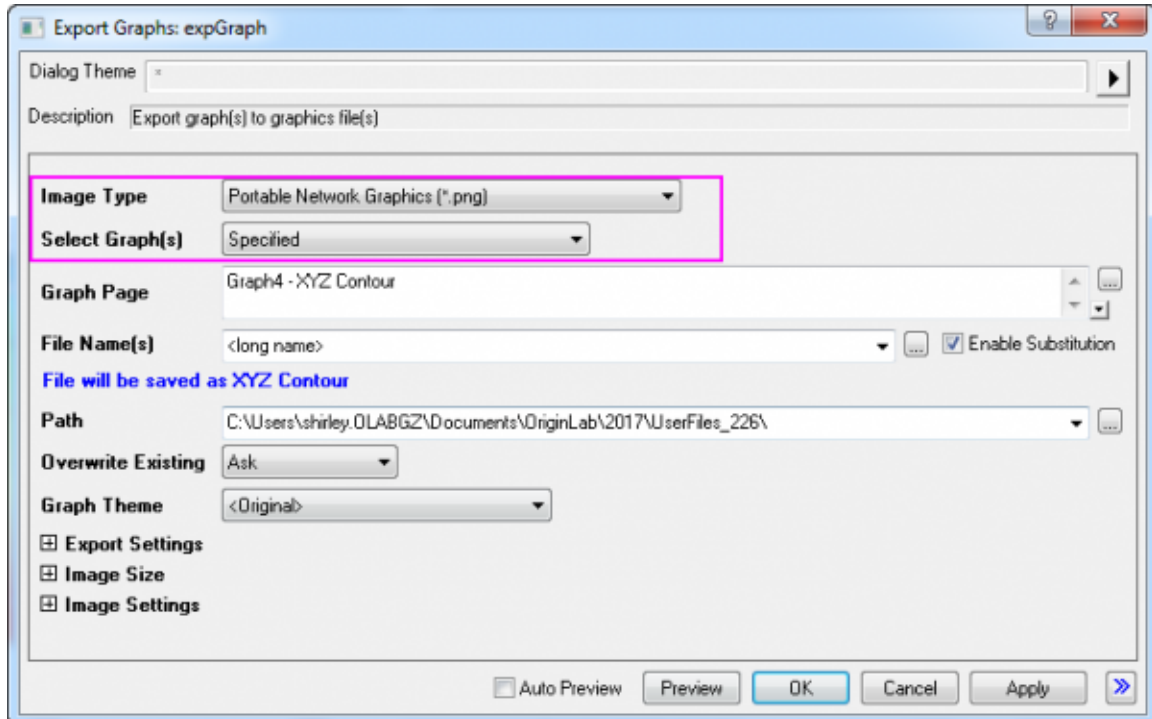 Export Graphs: expGraph
Dialog Theme *
Description Export graph(s) to graphics file(s)
Image Type Portable Network Graphics (*.png)
Select Graph(s) Specified
Graph Page Graph4 - XYZ Contour
File Name(s) <long name> ... Enable Substitution
File will be saved as XYZ Contour
Path C:\Users\shirley.OLABGZ\Documents\OriginLab\2017\UserFiles_226\ ...
Overwrite Existing Ask
Graph Theme <Original>
Export Settings
Image Size
Image Settings
Auto Preview Preview OK Cancel Apply